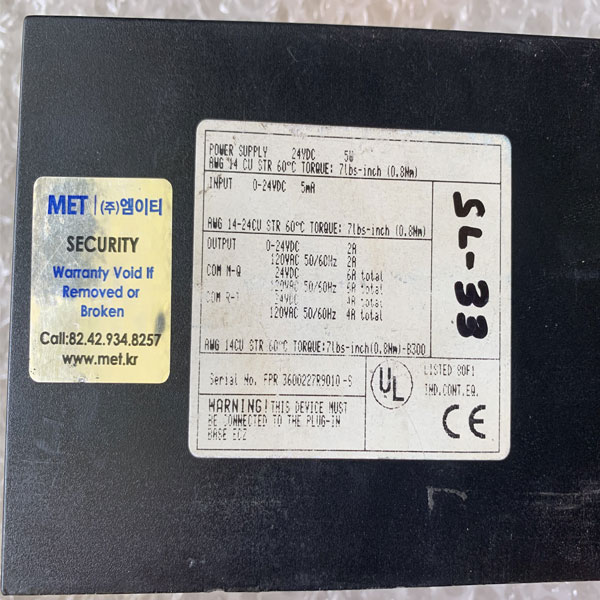 MET | (주)엠이티
SECURITY
Warranty Void If
Removed or
Broken
Call:82.42.934.8257
www.met.kr
POWER SUPPLY 24VDC 5W
AWG 14 CU STR 60°C TORQUE: 7lbs-inch (0.8Nm)
INPUT 0-24VDC 5mA
AWG 14-24CU STR 60°C TORQUE: 7lbs-inch (0.8Nm)
OUTPUT 0-24VDC 2A
120VAC 50/60Hz 2A
COM M-Q 24VDC 6A total
120VAC 50/60Hz 6A total
COM R-T 24VDC 4A total
120VAC 50/60Hz 4A total
AWG 14CU STR 60°C TORQUE:7lbs-inch(0.8Nm)-B300
Serial No. FPR 3600227R9010 -S
WARNING! THIS DEVICE MUST
BE CONNECTED TO THE PLUG-IN
BASE
UL
LISTED 80F1
IND.CONT.EQ.
CE
SL-33